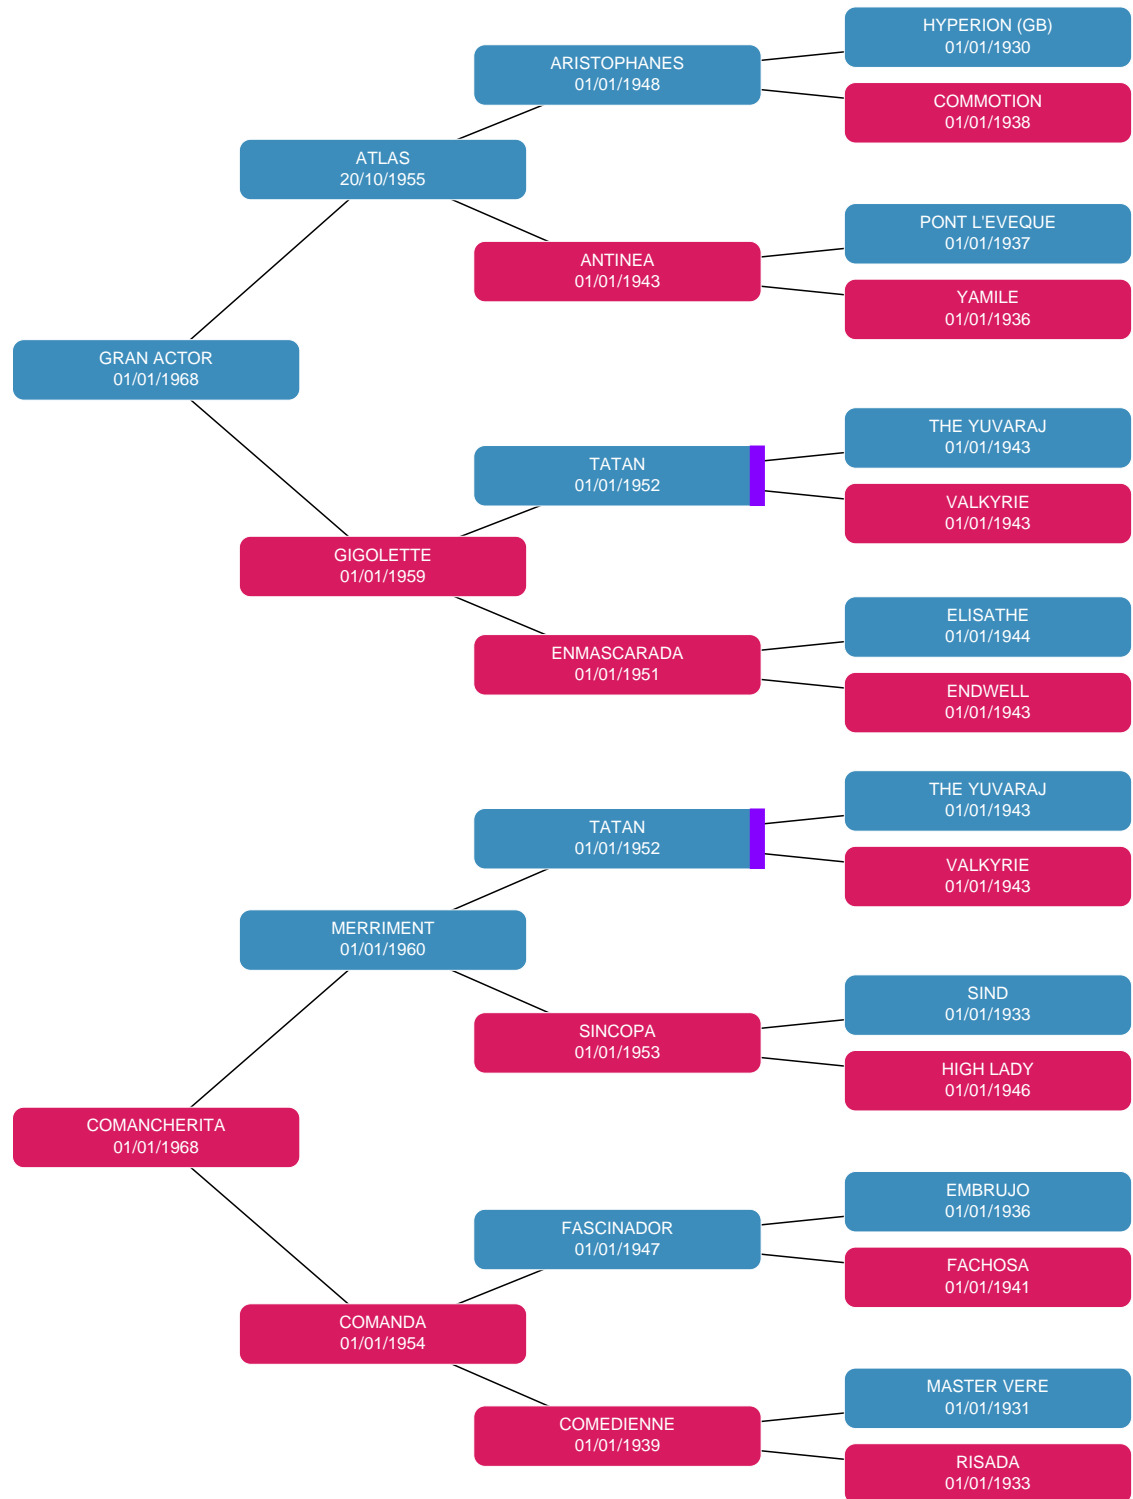 HYPERION (GB)
01/01/1930
ARISTOPHANES
01/01/1948
COMMOTION
01/01/1938
ATLAS
20/10/1955
PONT L'EVEQUE
01/01/1937
ANTINEA
01/01/1943
YAMILE
01/01/1936
GRAN ACTOR
01/01/1968
THE YUVARAJ
01/01/1943
TATAN
01/01/1952
VALKYRIE
01/01/1943
GIGOLETTE
01/01/1959
ELISATHE
01/01/1944
ENMASCARADA
01/01/1951
ENDWELL
01/01/1943
THE YUVARAJ
01/01/1943
TATAN
01/01/1952
VALKYRIE
01/01/1943
MERRIMENT
01/01/1960
SIND
01/01/1933
SINCOPA
01/01/1953
HIGH LADY
01/01/1946
COMANCHERITA
01/01/1968
EMBRUJO
01/01/1936
FASCINADOR
01/01/1947
FACHOSA
01/01/1941
COMANDA
01/01/1954
MASTER VERE
01/01/1931
COMEDIENNE
01/01/1939
RISADA
01/01/1933